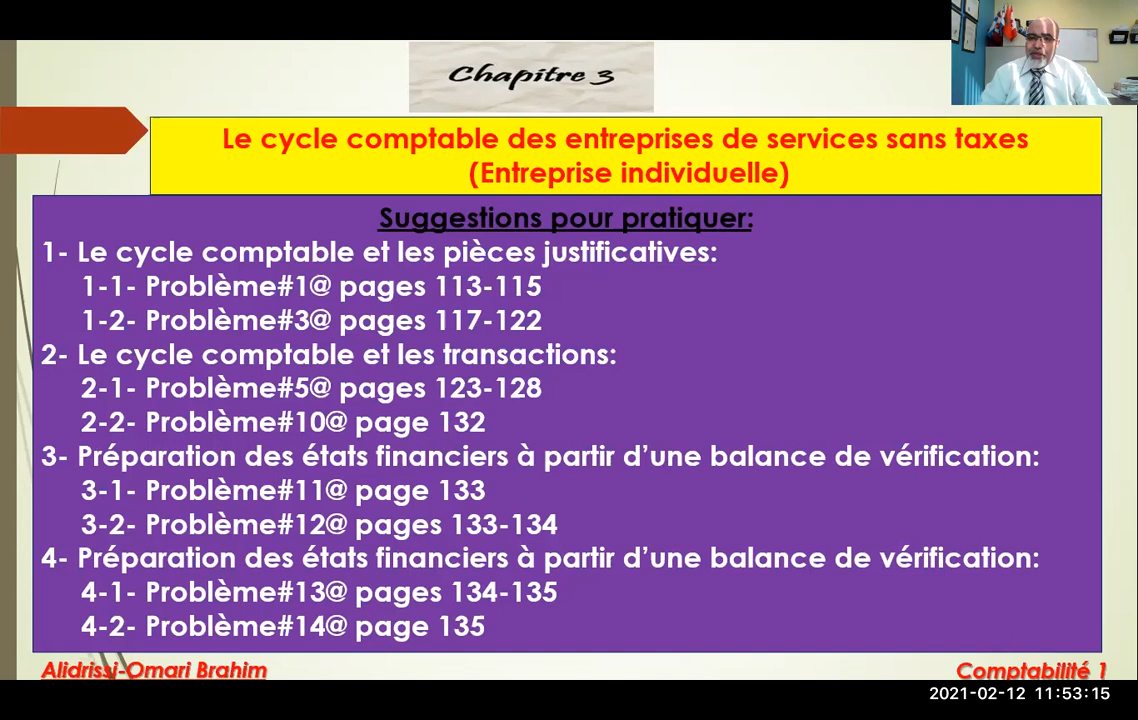 Chapitre 3
Le cycle comptable des entreprises de services sans taxes
(Entreprise individuelle)
Suggestions pour pratiquer:
1- Le cycle comptable et les pièces justificatives:
1-1- Problème#1@ pages 113-115
1-2- Problème#3@ pages 117-122
2- Le cycle comptable et les transactions:
2-1- Problème#5@ pages 123-128
2-2- Problème#10@ page 132
3- Préparation des états financiers à partir d’une balance de vérification:
3-1- Problème#11@ page 133
3-2- Problème#12@ pages 133-134
4- Préparation des états financiers à partir d’une balance de vérification:
4-1- Problème#13@ pages 134-135
4-2- Problème#14@ page 135
Alidrissi-Omari Brahim
Comptabilité 1
2021-02-12 11:53:15